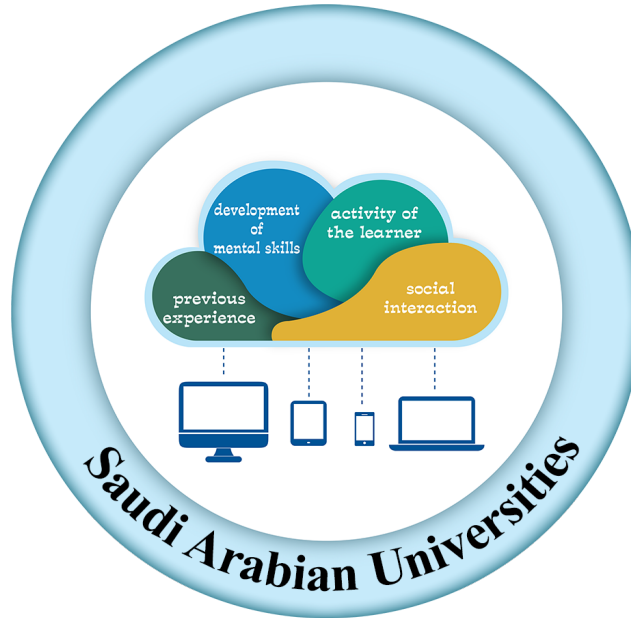 development
of
mental skills
activity of
the learner
previous
experience
social
interaction
Saudi Arabian Universities